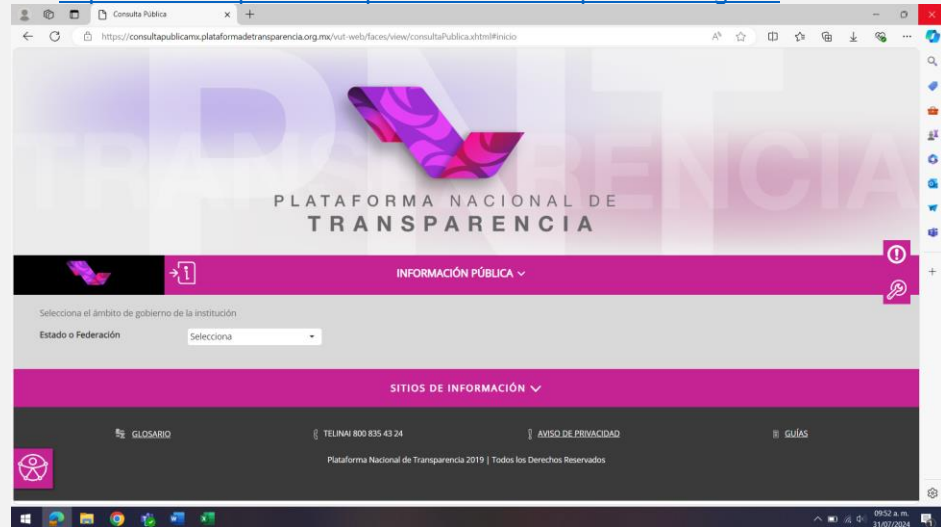 Consulta Pública
https://consultapublicamx.plataformadetransparencia.org.mx/vut-web/faces/view/consultaPublica.xhtml#inicio
PNT
TRANSPARENCIA
PLATAFORMA NACIONAL DE
TRANSPARENCIA
INFORMACIÓN PÚBLICA
Selecciona el ámbito de gobierno de la institución
Estado o Federación
Selecciona
SITIOS DE INFORMACIÓN
GLOSARIO
TELINAI 800 835 43 24
AVISO DE PRIVACIDAD
GUÍAS
Plataforma Nacional de Transparencia 2019 | Todos los Derechos Reservados
09:52 a. m.
31/07/2024